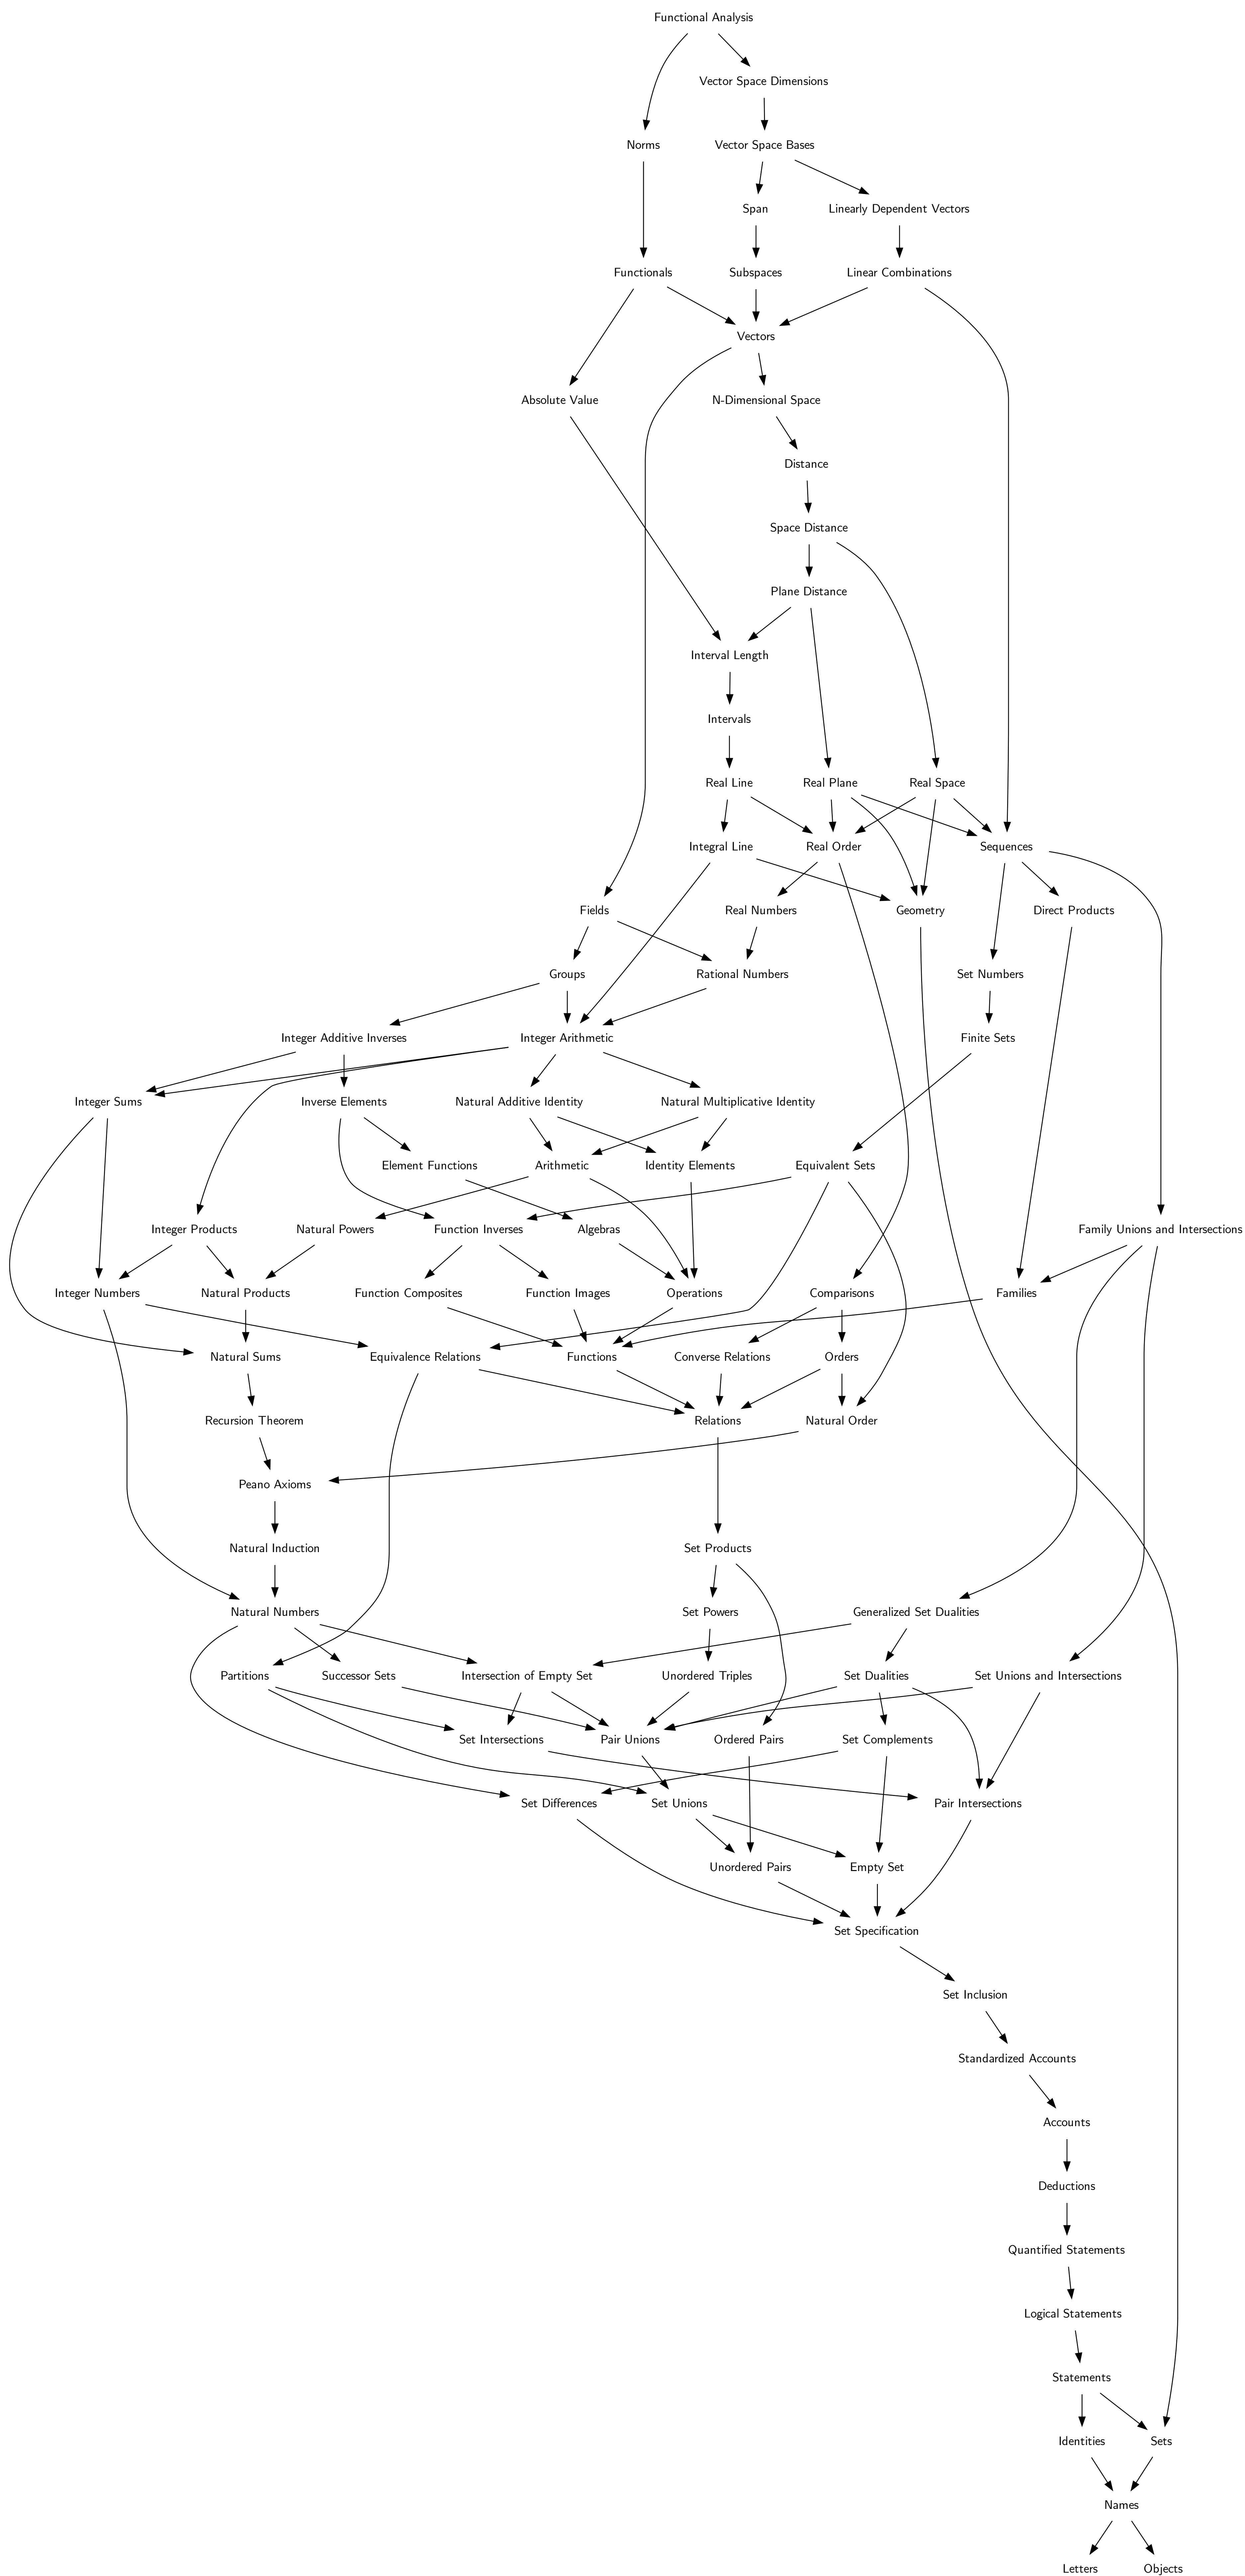 Functional Analysis
Vector Space Dimensions
Norms
Vector Space Bases
Span
Linearly Dependent Vectors
Functionals
Subspaces
Linear Combinations
Vectors
Absolute Value
N-Dimensional Space
Distance
Space Distance
Plane Distance
Interval Length
Intervals
Real Line
Real Plane
Real Space
Integral Line
Real Order
Sequences
Fields
Real Numbers
Geometry
Direct Products
Groups
Rational Numbers
Set Numbers
Integer Additive Inverses
Integer Arithmetic
Finite Sets
Integer Sums
Inverse Elements
Natural Additive Identity
Natural Multiplicative Identity
Element Functions
Arithmetic
Identity Elements
Equivalent Sets
Integer Products
Natural Powers
Function Inverses
Algebras
Family Unions and Intersections
Integer Numbers
Natural Products
Function Composites
Function Images
Operations
Comparisons
Families
Natural Sums
Equivalence Relations
Functions
Converse Relations
Orders
Recursion Theorem
Relations
Natural Order
Peano Axioms
Natural Induction
Set Products
Natural Numbers
Set Powers
Generalized Set Dualities
Partitions
Successor Sets
Intersection of Empty Set
Unordered Triples
Set Dualities
Set Unions and Intersections
Set Intersections
Pair Unions
Ordered Pairs
Set Complements
Set Differences
Set Unions
Pair Intersections
Unordered Pairs
Empty Set
Set Specification
Set Inclusion
Standardized Accounts
Accounts
Deductions
Quantified Statements
Logical Statements
Statements
Identities
Sets
Names
Letters
Objects